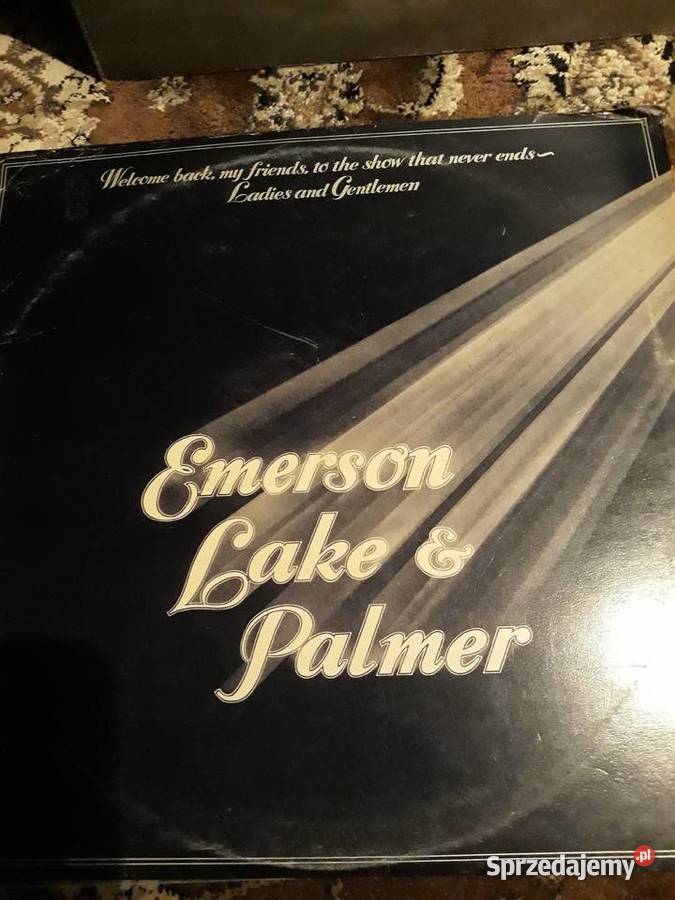 Welcome back, my friends, to the show that never ends~
Ladies and Gentlemen
Emerson
Lake &
Palmer
Sprzedajemy.pl